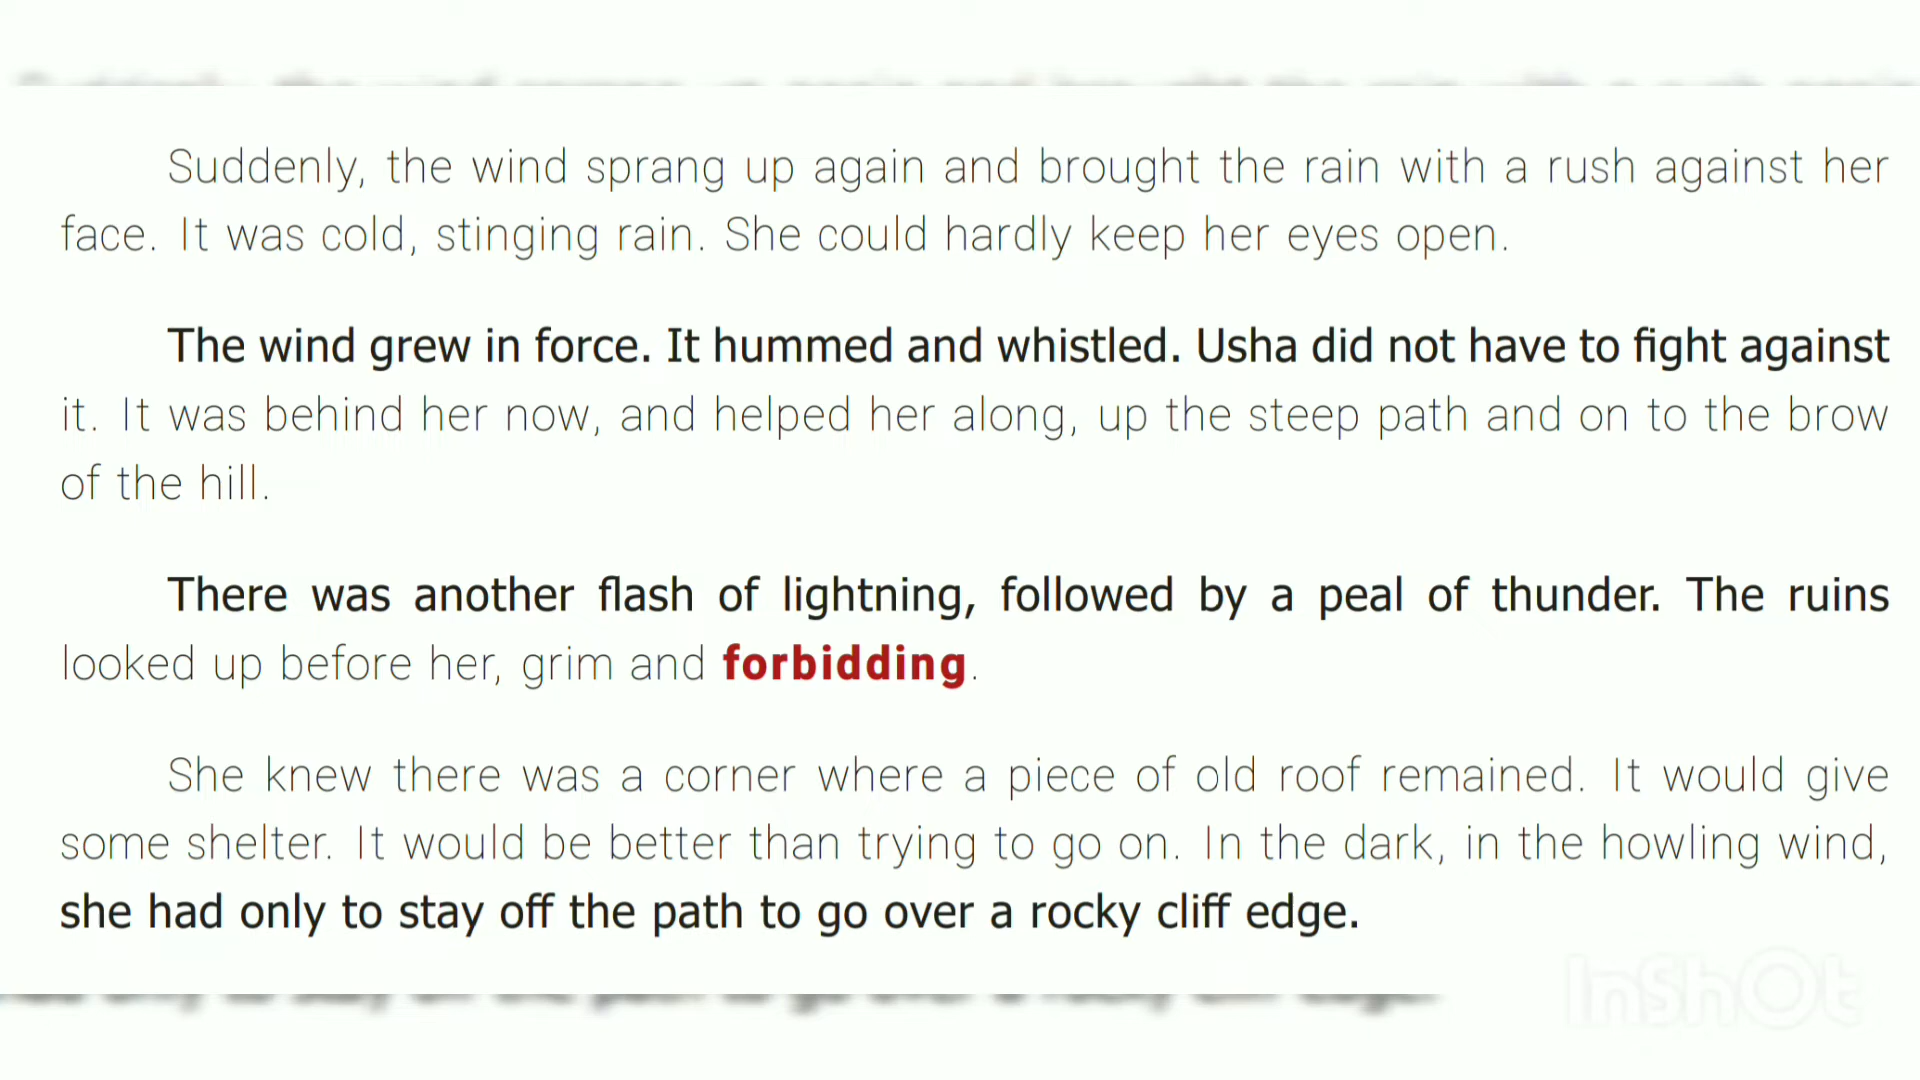 Suddenly, the wind sprang up again and brought the rain with a rush against her
face. It was cold, stinging rain. She could hardly keep her eyes open.
The wind grew in force. It hummed and whistled. Usha did not have to fight against
it. It was behind her now, and helped her along, up the steep path and on to the brow
of the hill.
There was another flash of lightning, followed by a peal of thunder. The ruins
looked up before her, grim and forbidding.
She knew there was a corner where a piece of old roof remained. It would give
some shelter. It would be better than trying to go on. In the dark, in the howling wind,
she had only to stay off the path to go over a rocky cliff edge.
InShOt